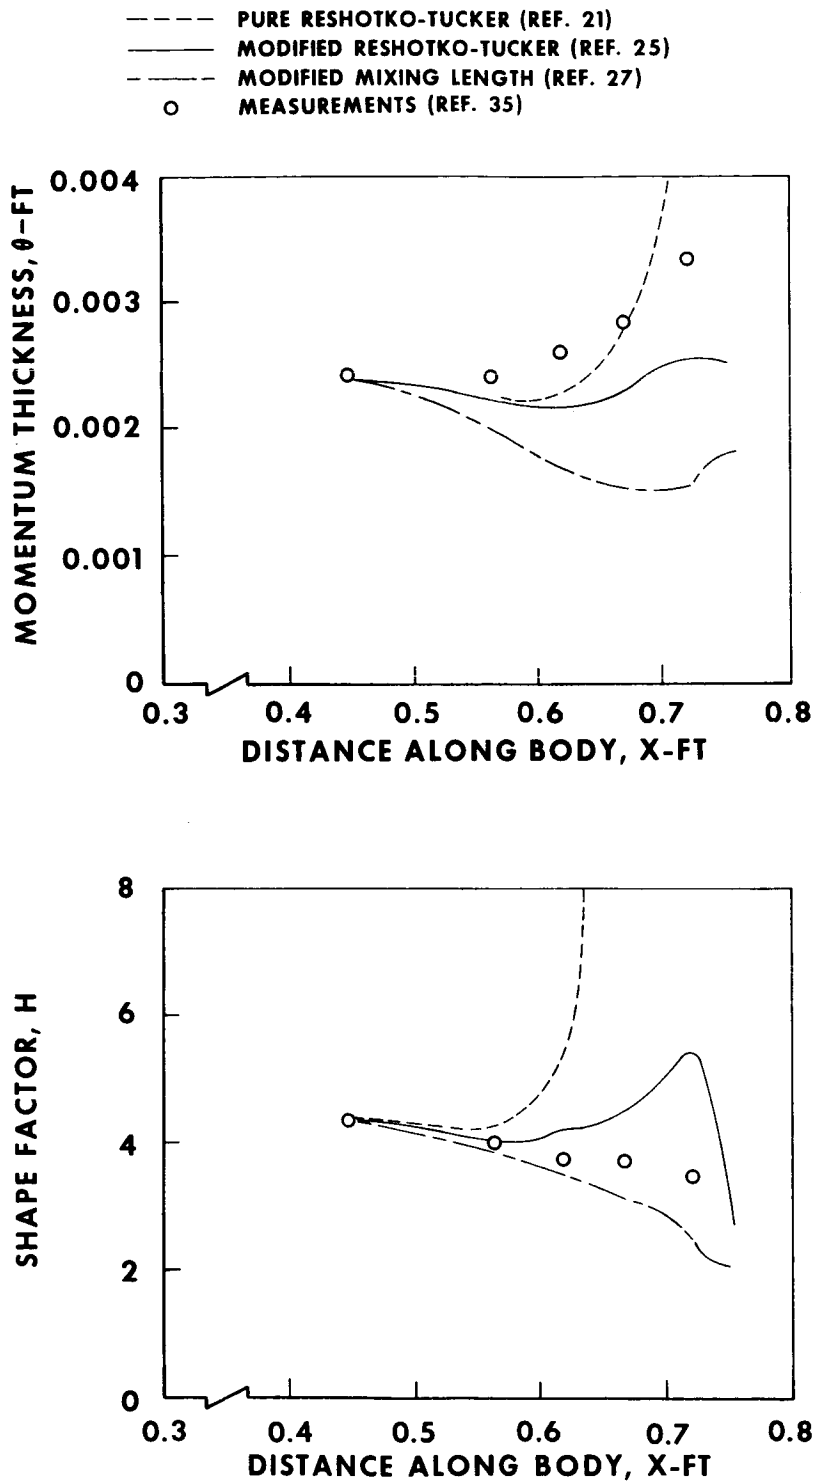 PURE RESHOTKO-TUCKER (REF. 21)
MODIFIED RESHOTKO-TUCKER (REF. 25)
MODIFIED MIXING LENGTH (REF. 27)
MEASUREMENTS (REF. 35)
MOMENTUM THICKNESS, θ-FT
0.004
0.003
0.002
0.001
0
0.3 0.4 0.5 0.6 0.7 0.8
DISTANCE ALONG BODY, X-FT
SHAPE FACTOR, H
8
6
4
2
0
0.3 0.4 0.5 0.6 0.7 0.8
DISTANCE ALONG BODY, X-FT